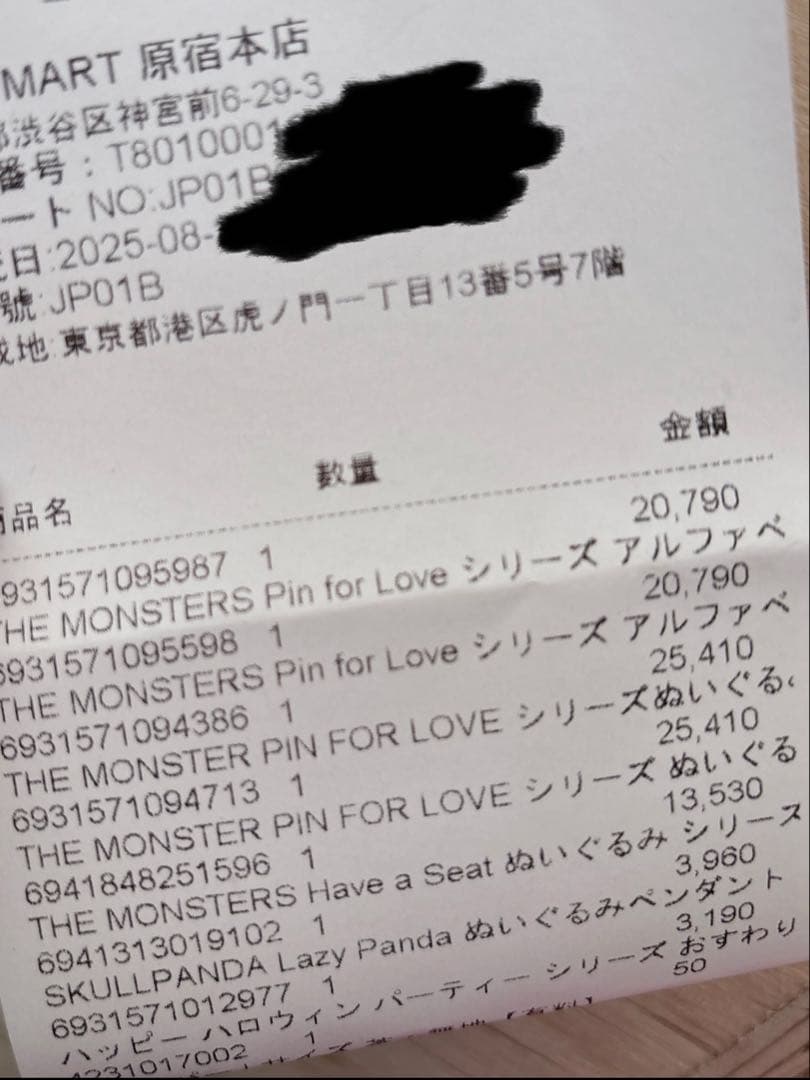 MART 原宿本店
渋谷区神宮前6-29-3
番号：T8010001
ート NO:JP01B
日:2025-08-
號:JP01B
地:東京都港区虎ノ門一丁目13番5号7階
品名 数量 金額
6931571095987 1 20,790
THE MONSTERS Pin for Love シリーズ アルファベ
6931571095598 1 20,790
THE MONSTERS Pin for Love シリーズ アルファベ
6931571094386 1 25,410
THE MONSTER PIN FOR LOVE シリーズぬいぐる
6931571094713 1 25,410
THE MONSTER PIN FOR LOVE シリーズ ぬいぐる
6941848251596 1 13,530
THE MONSTERS Have a Seat ぬいぐるみ シリーズ
6941313019102 1 3,960
SKULLPANDA Lazy Panda ぬいぐるみペンダント
6931571012977 1 3,190
ハッピー ハロウィン パーティー シリーズ おすわり
4231017002 1 50